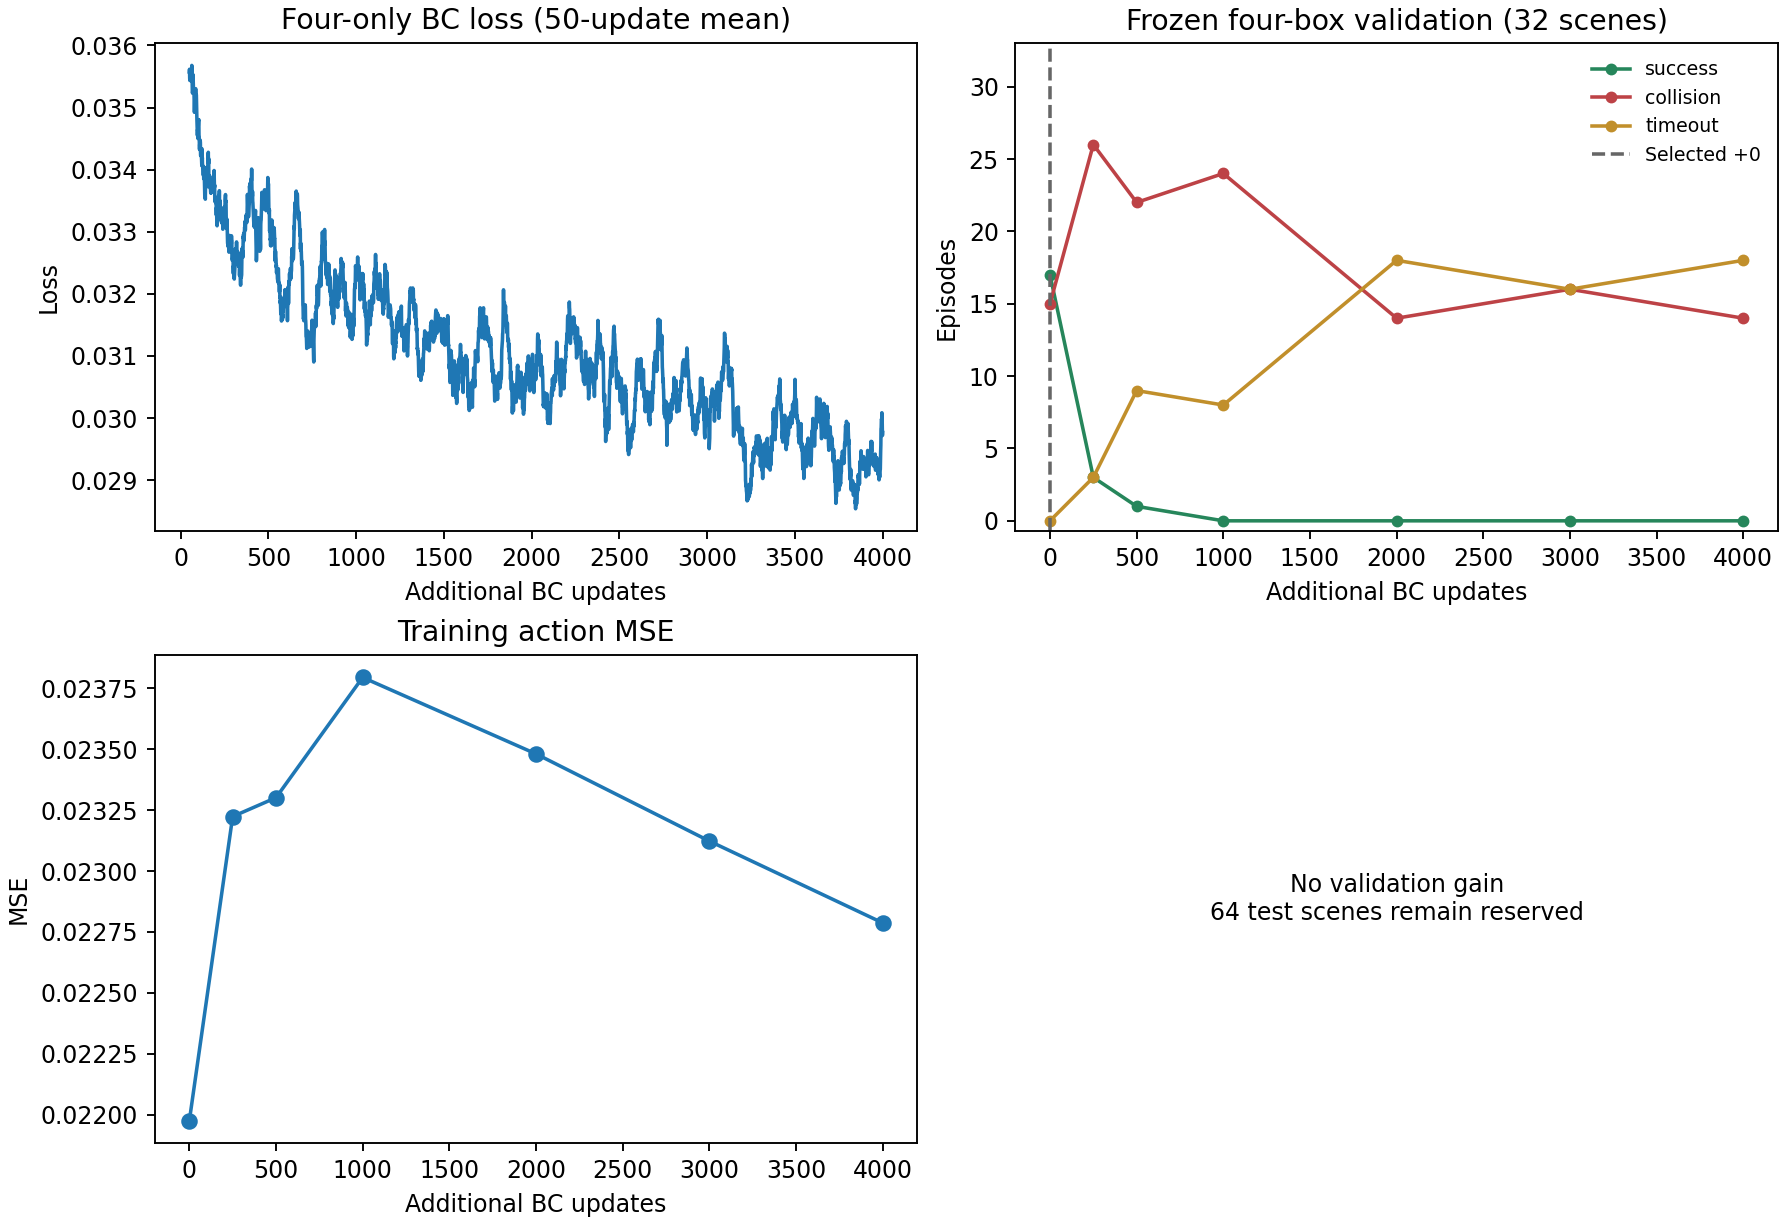 Four-only BC loss (50-update mean)
0.036
0.035
0.034
0.033
0.032
0.031
0.030
0.029
Loss
0 500 1000 1500 2000 2500 3000 3500 4000
Additional BC updates
Frozen four-box validation (32 scenes)
30
25
20
15
10
5
0
Episodes
success
collision
timeout
Selected +0
0 500 1000 1500 2000 2500 3000 3500 4000
Additional BC updates
Training action MSE
0.02375
0.02350
0.02325
0.02300
0.02275
0.02250
0.02225
0.02200
MSE
0 500 1000 1500 2000 2500 3000 3500 4000
Additional BC updates
No validation gain
64 test scenes remain reserved